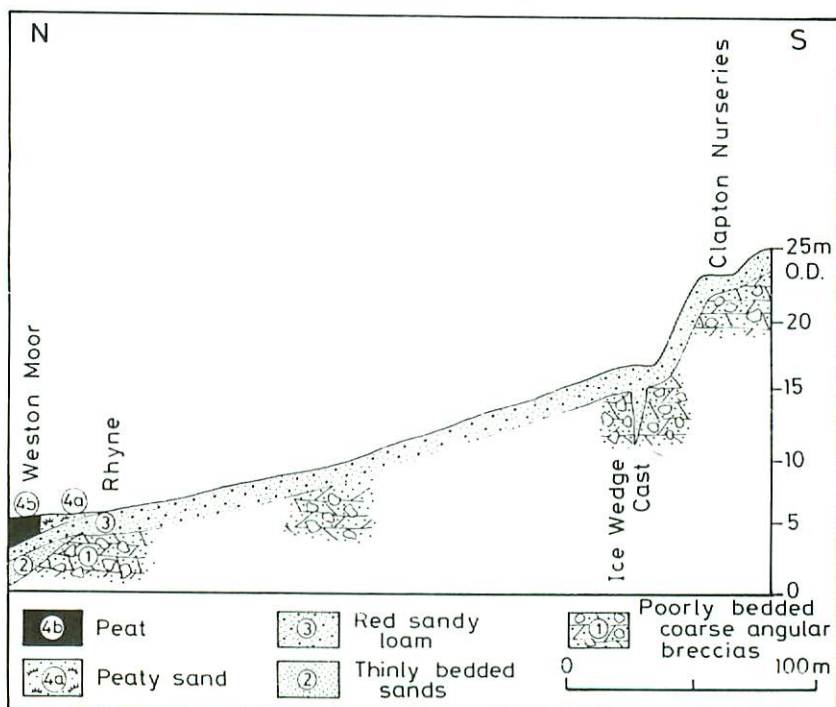 N
S
Clapton Nurseries
25m
O.D.
20
15
10
5
0
Weston Moor
Rhyne
4b
4a
3
2
1
Ice Wedge
Cast
4b Peat
4a Peaty sand
3 Red sandy
loam
2 Thinly bedded
sands
1 Poorly bedded
coarse angular
breccias
0 100m